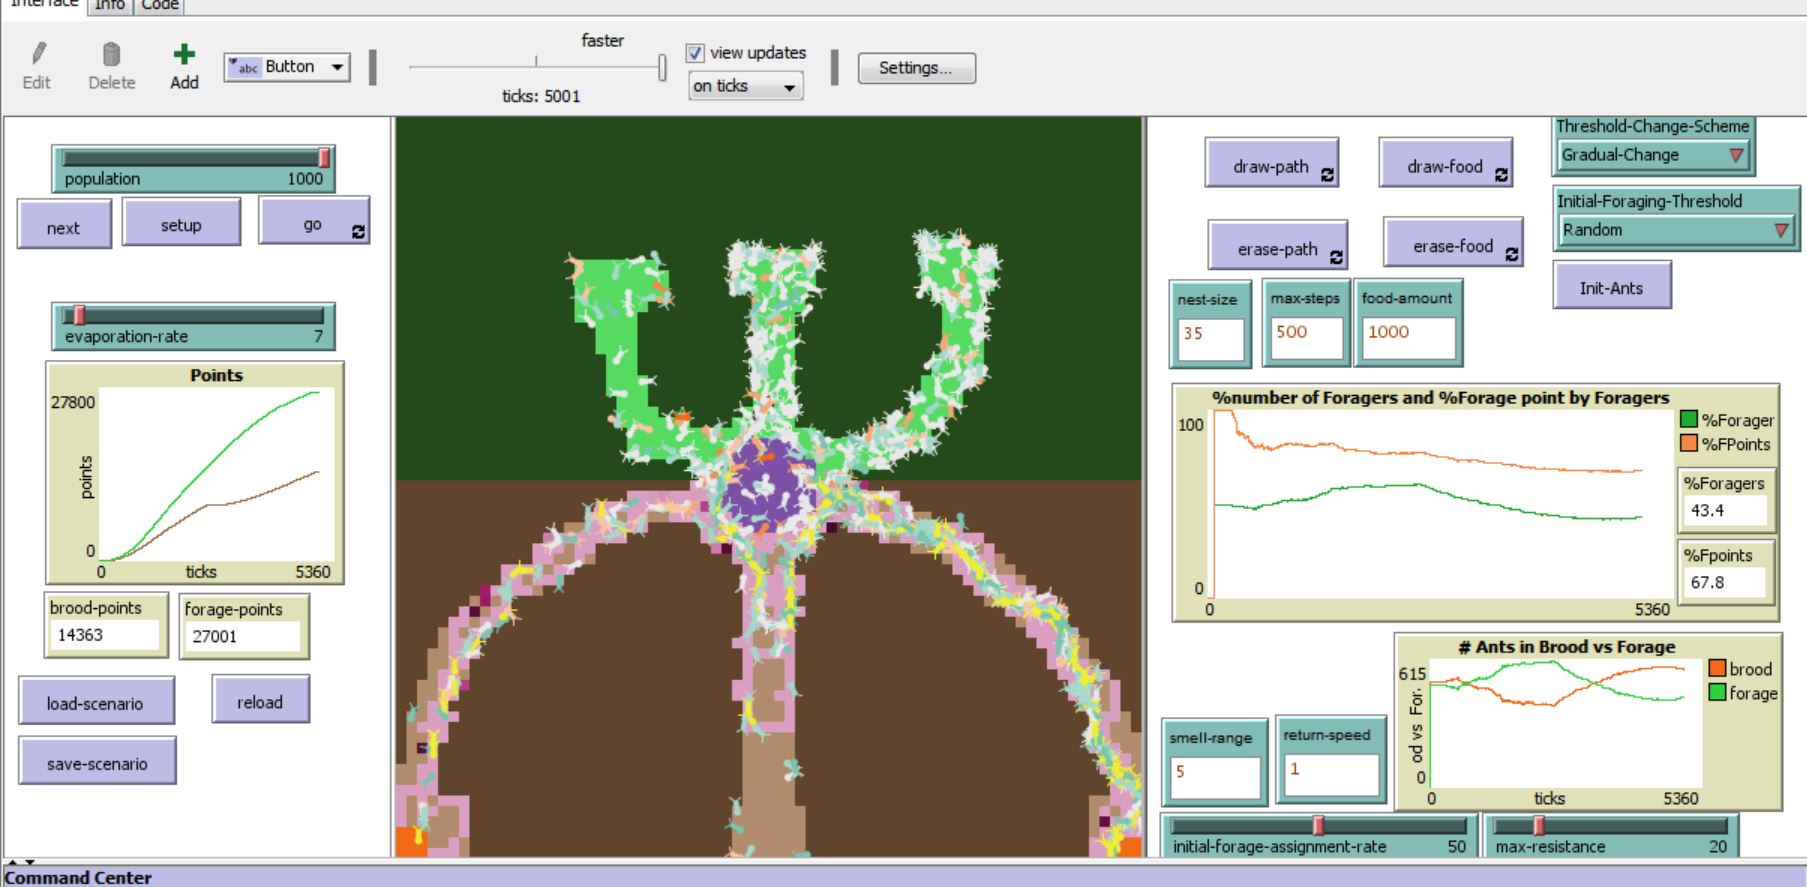 Interface Info Code
Edit Delete Add
abc Button
faster
ticks: 5001
view updates
on ticks
Settings...
population 1000
next setup go
evaporation-rate 7
Points
27800
points
0
0 ticks 5360
brood-points
14363
forage-points
27001
load-scenario reload
save-scenario
draw-path draw-food
erase-path erase-food
Threshold-Change-Scheme
Gradual-Change
Initial-Foraging-Threshold
Random
Init-Ants
nest-size
35
max-steps
500
food-amount
1000
%number of Foragers and %Forage point by Foragers
100
0
0 5360
%Forager
%FPoints
%Foragers
43.4
%Fpoints
67.8
# Ants in Brood vs Forage
615
od vs For.
0
0 ticks 5360
brood
forage
smell-range
5
return-speed
1
initial-forage-assignment-rate 50
max-resistance 20
Command Center